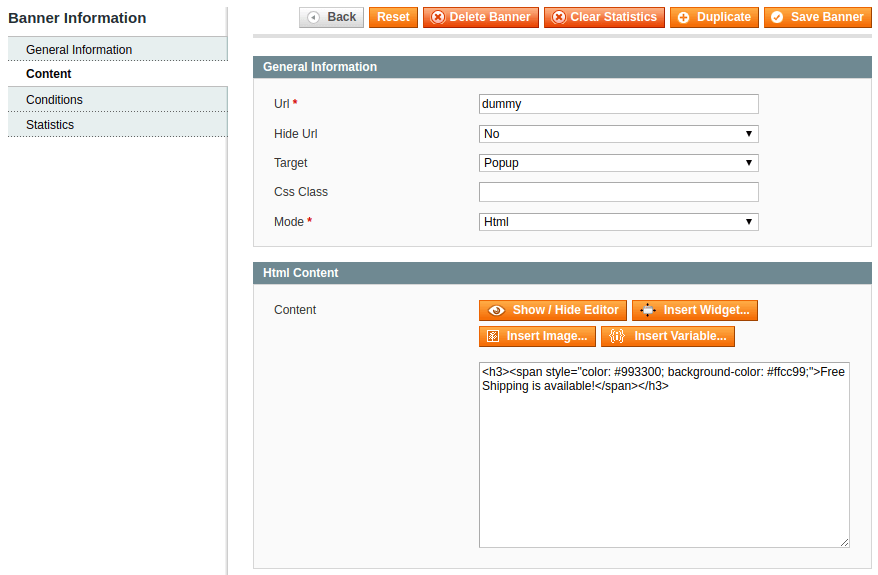 Banner Information
General Information
Content
Conditions
Statistics
Back Reset Delete Banner Clear Statistics Duplicate Save Banner
General Information
Url *
dummy
Hide Url
No
Target
Popup
Css Class
Mode *
Html
Html Content
Content
Show / Hide Editor Insert Widget...
Insert Image... Insert Variable...
<h3><span style="color: #993300; background-color: #ffcc99;">Free
Shipping is available!</span></h3>